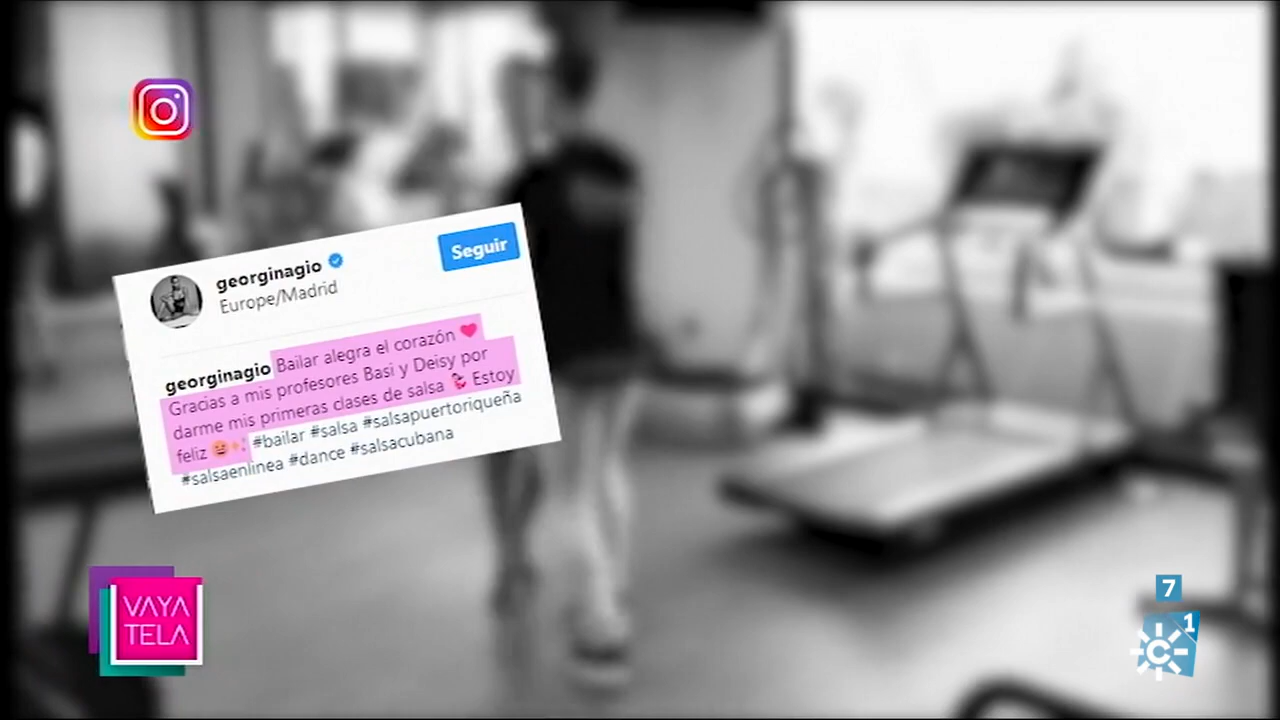 georginagio
Seguir
Europe/Madrid
georginagio Bailar alegra el corazón ❤
Gracias a mis profesores Basi y Deisy por
darme mis primeras clases de salsa 💃 Estoy
feliz 😊✨ #bailar #salsa #salsapuertoriqueña
#salsaenlinea #dance #salsacubana
VAYA
TELA
7
C 1